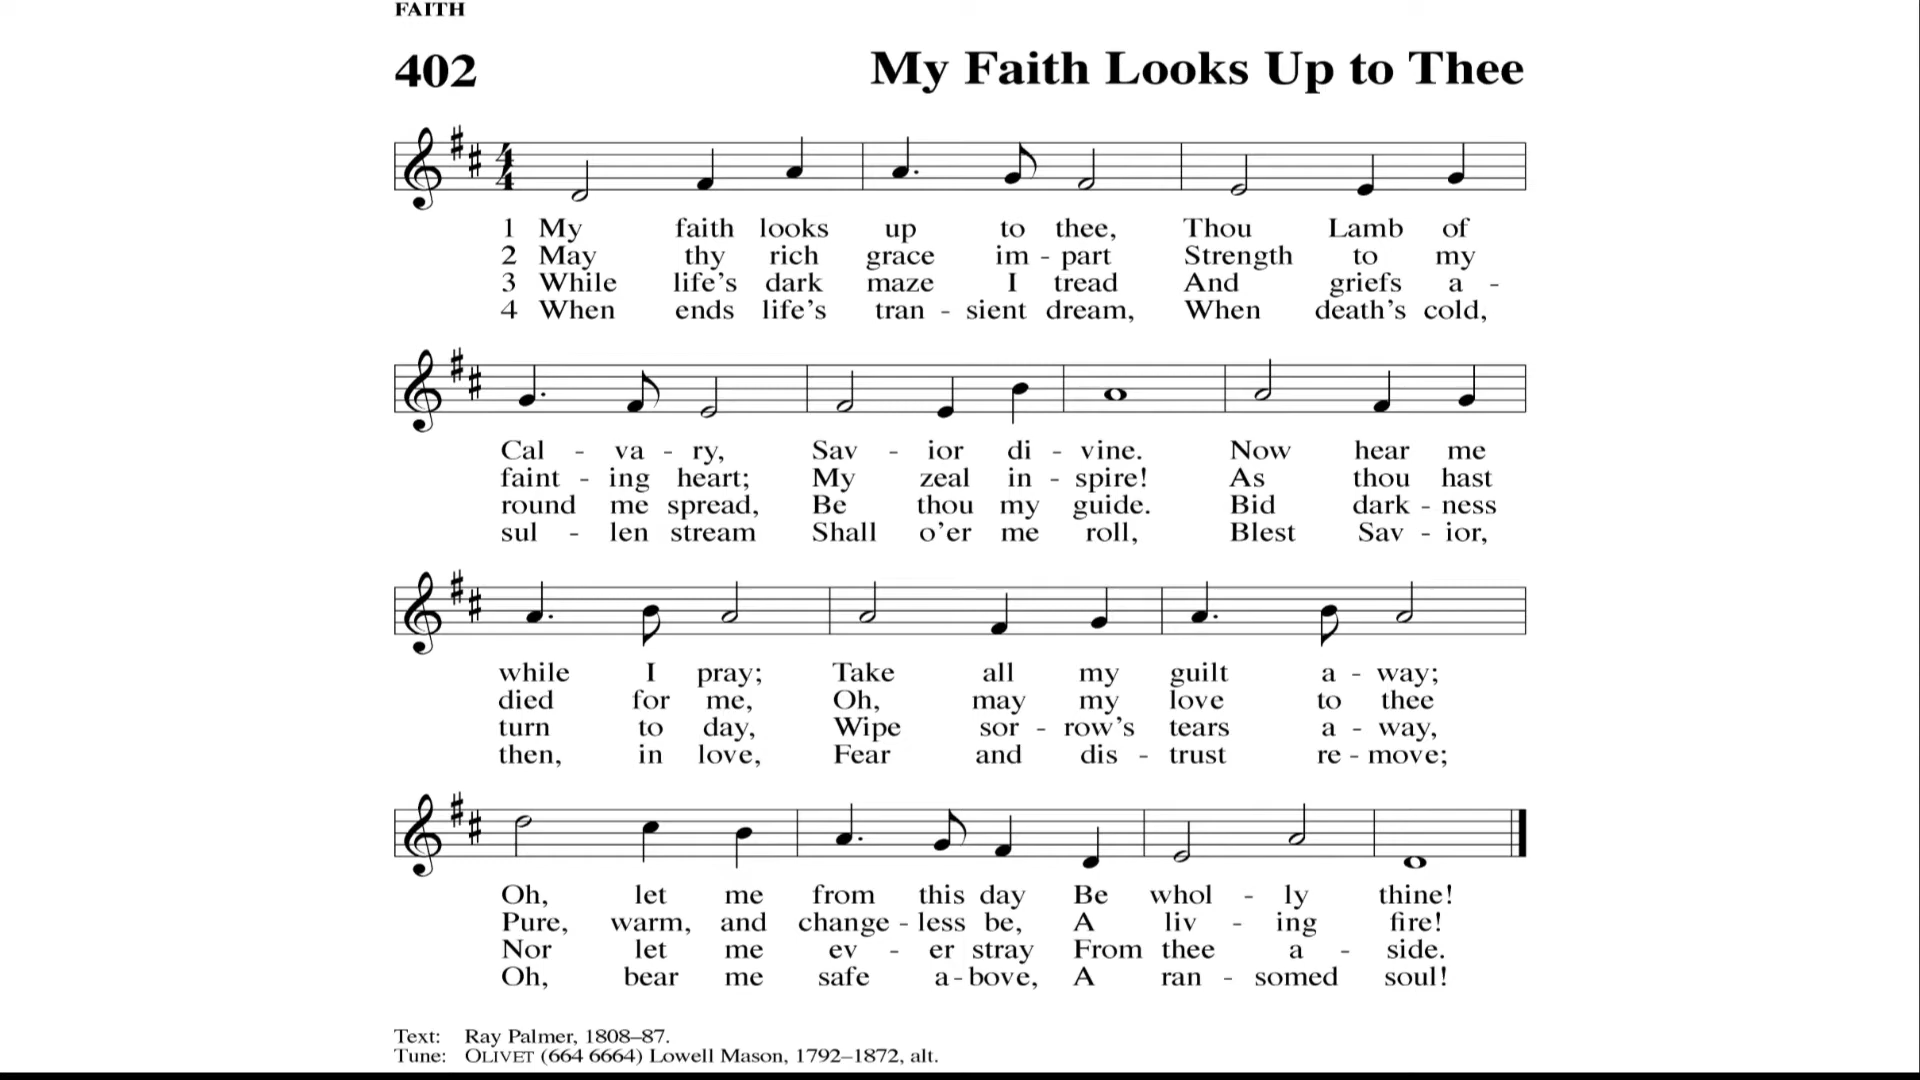 FAITH
402 My Faith Looks Up to Thee
1 My faith looks up to thee, Thou Lamb of
2 May thy rich grace im - part Strength to my
3 While life's dark maze I tread And griefs a -
4 When ends life's tran - sient dream, When death's cold,
Cal - va - ry, Sav - ior di - vine. Now hear me
faint - ing heart; My zeal in - spire! As thou hast
round me spread, Be thou my guide. Bid dark - ness
sul - len stream Shall o'er me roll, Blest Sav - ior,
while I pray; Take all my guilt a - way;
died for me, Oh, may my love to thee
turn to day, Wipe sor - row's tears a - way,
then, in love, Fear and dis - trust re - move;
Oh, let me from this day Be whol - ly thine!
Pure, warm, and change - less be, A liv - ing fire!
Nor let me ev - er stray From thee a - side.
Oh, bear me safe a - bove, A ran - somed soul!
Text: Ray Palmer, 1808–87.
Tune: OLIVET (664 6664) Lowell Mason, 1792–1872, alt.